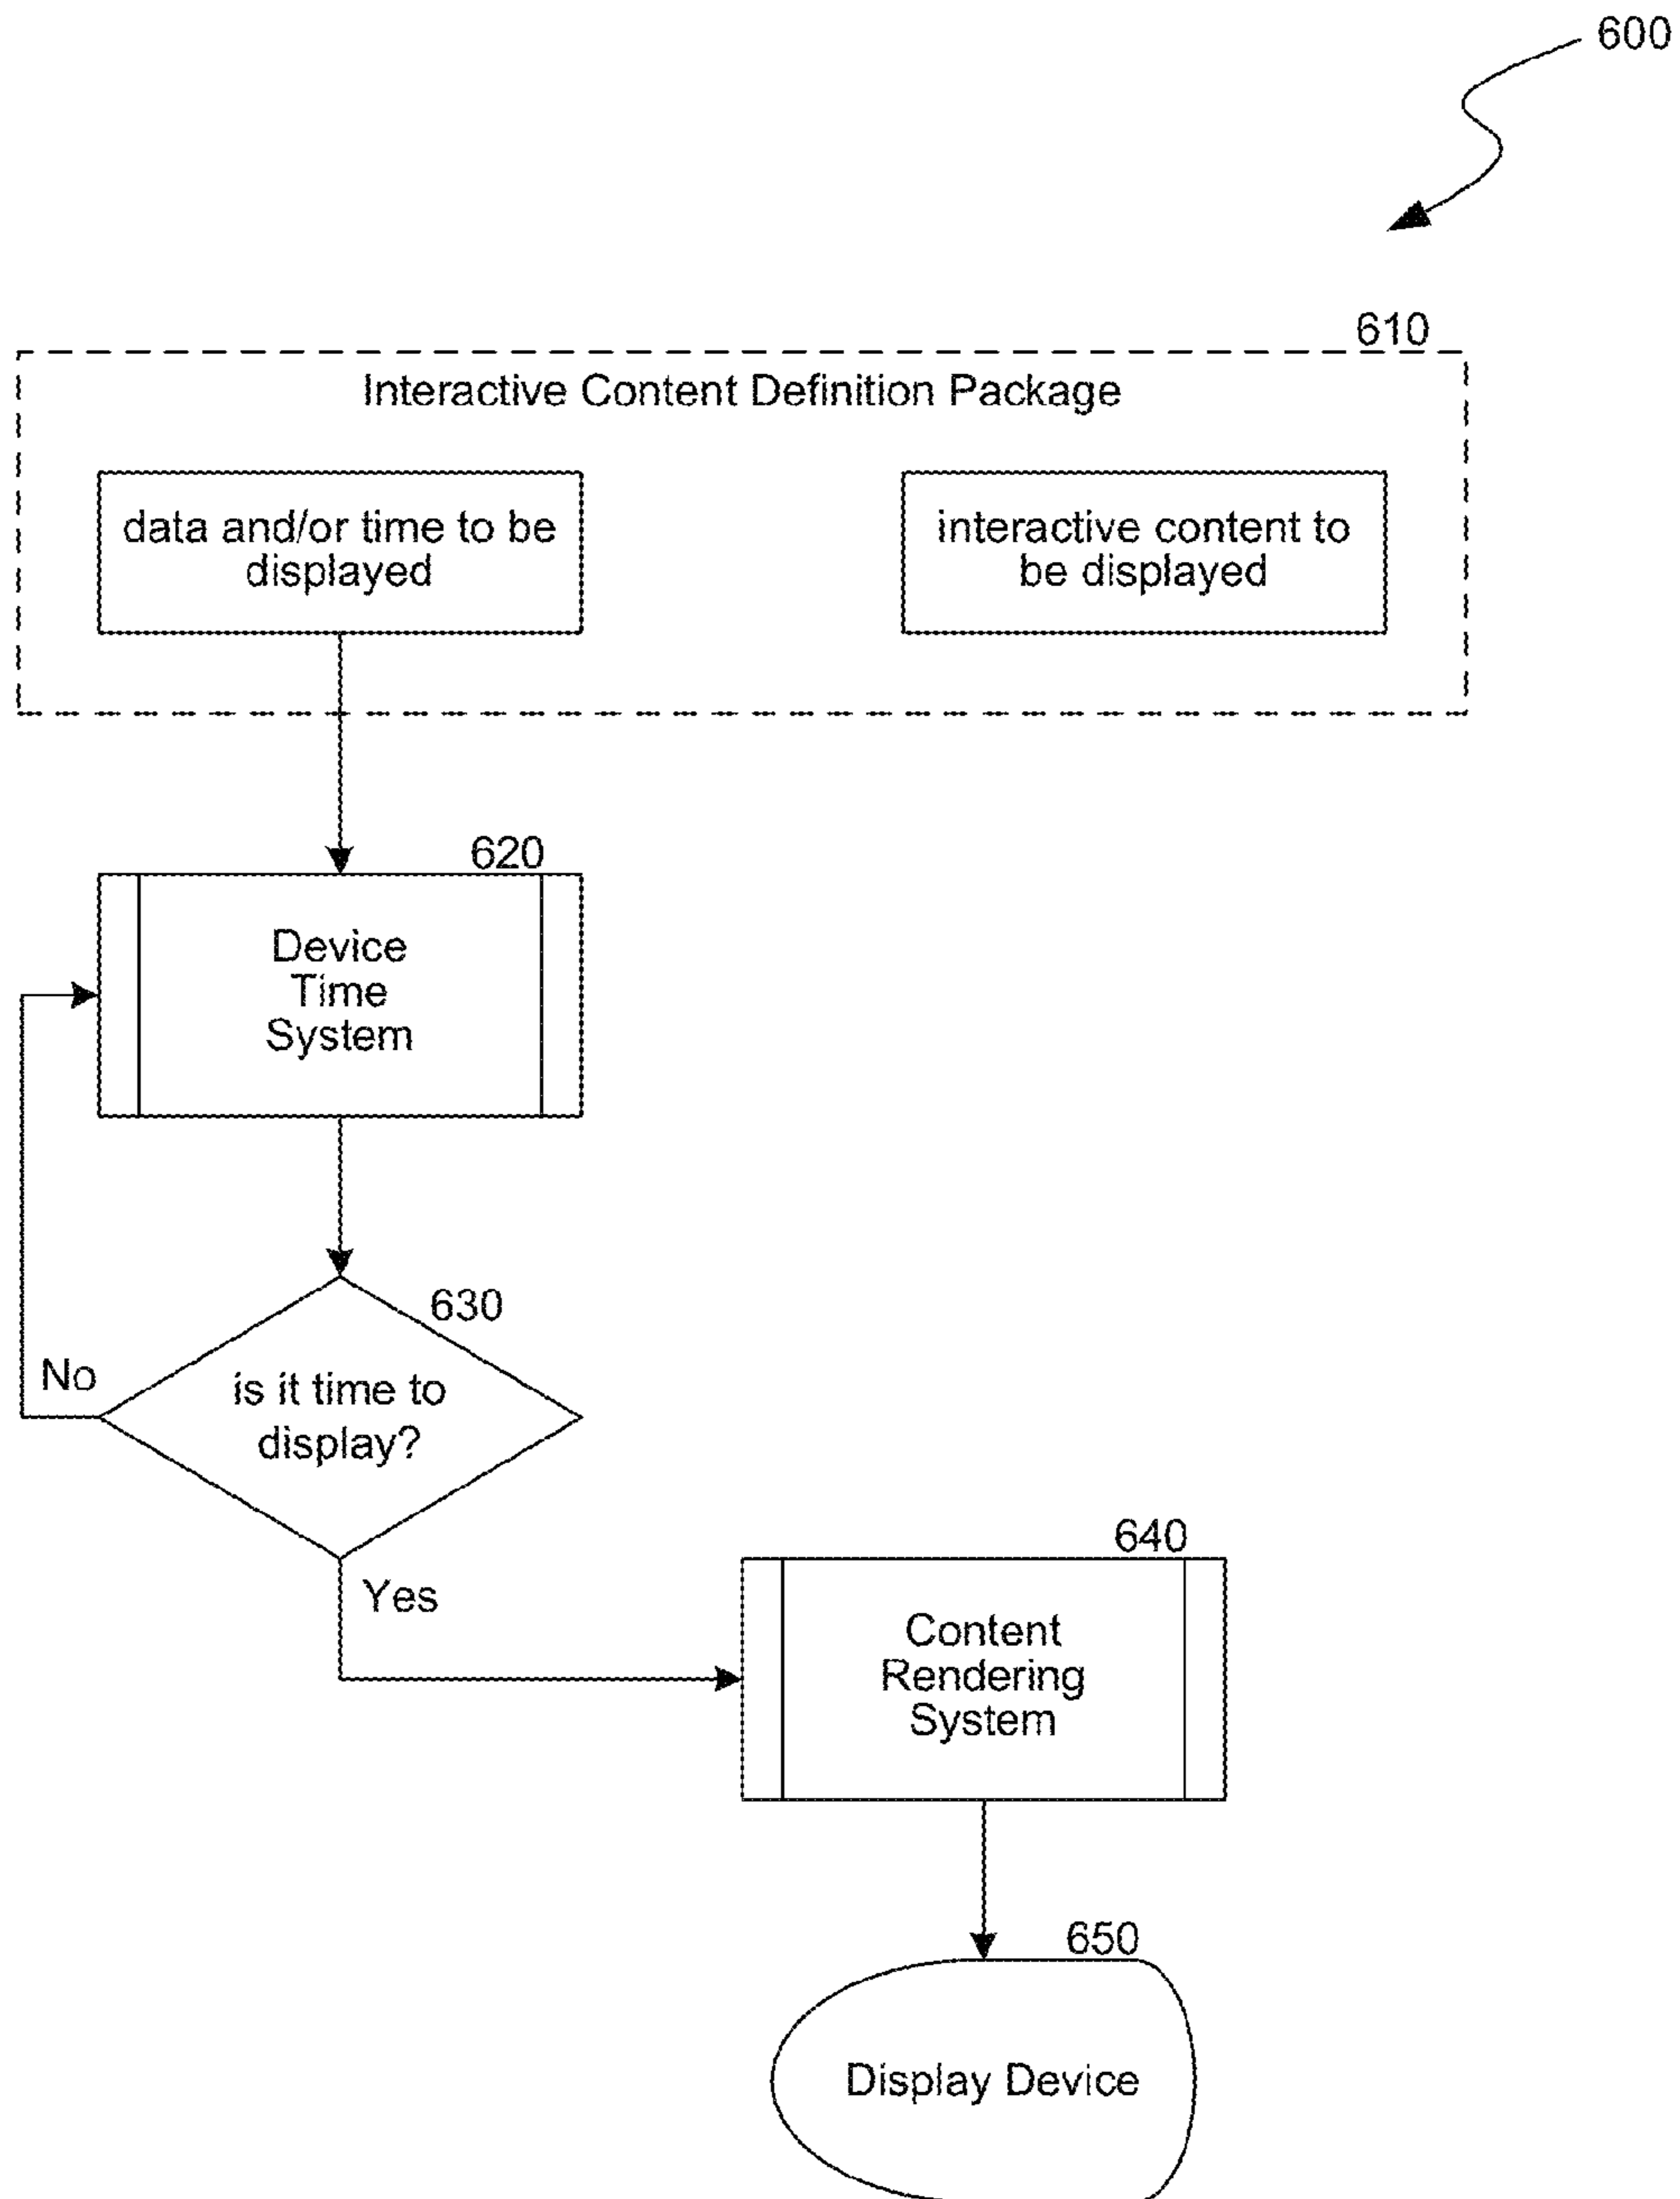 600
610
Interactive Content Definition Package
data and/or time to be
displayed
interactive content to
be displayed
620
Device
Time
System
630
No
is it time to
display?
Yes
640
Content
Rendering
System
650
Display Device